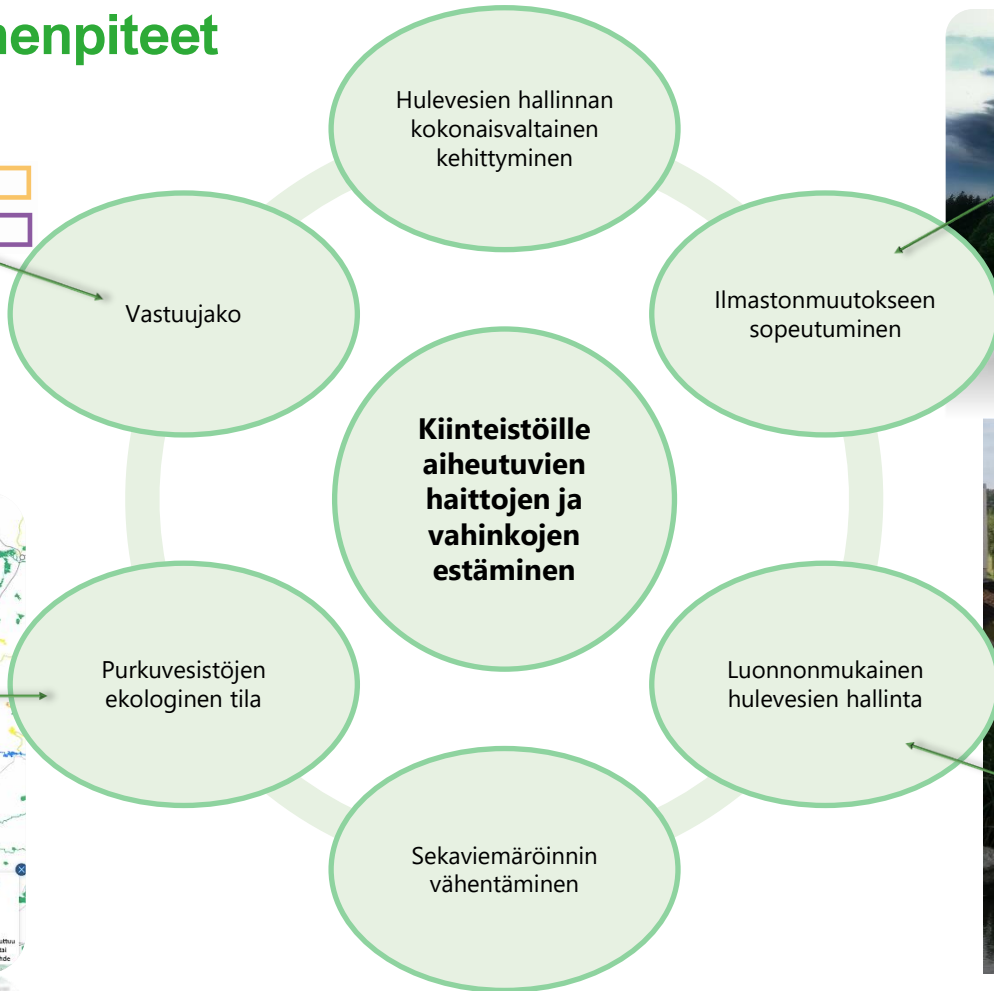 nenpiteet
Hulevesien hallinnan
kokonaisvaltainen
kehittyminen
Vastuujako
Ilmastonmuutokseen
sopeutuminen
Kiinteistöille
aiheutuvien
haittojen ja
vahinkojen
estäminen
Purkuvesistöjen
ekologinen tila
Luonnonmukainen
hulevesien hallinta
Sekaviemäröinnin
vähentäminen